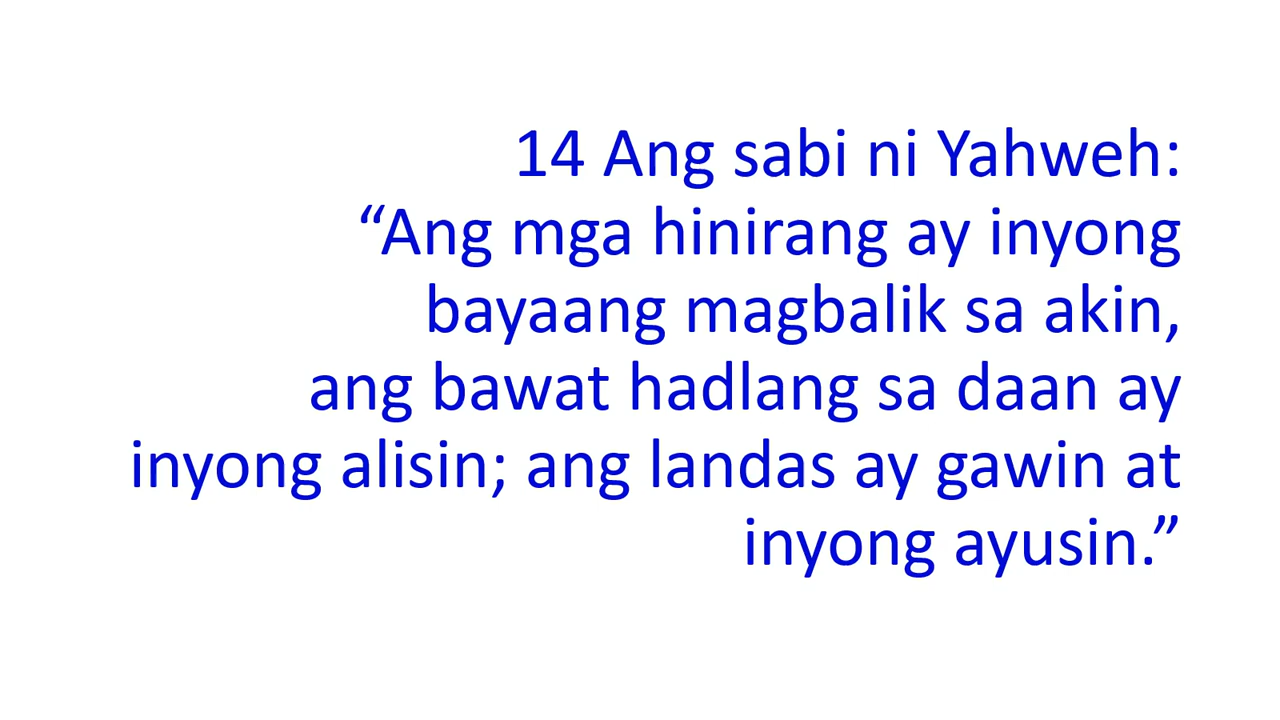 14 Ang sabi ni Yahweh:
“Ang mga hinirang ay inyong
bayaang magbalik sa akin,
ang bawat hadlang sa daan ay
inyong alisin; ang landas ay gawin at
inyong ayusin.”